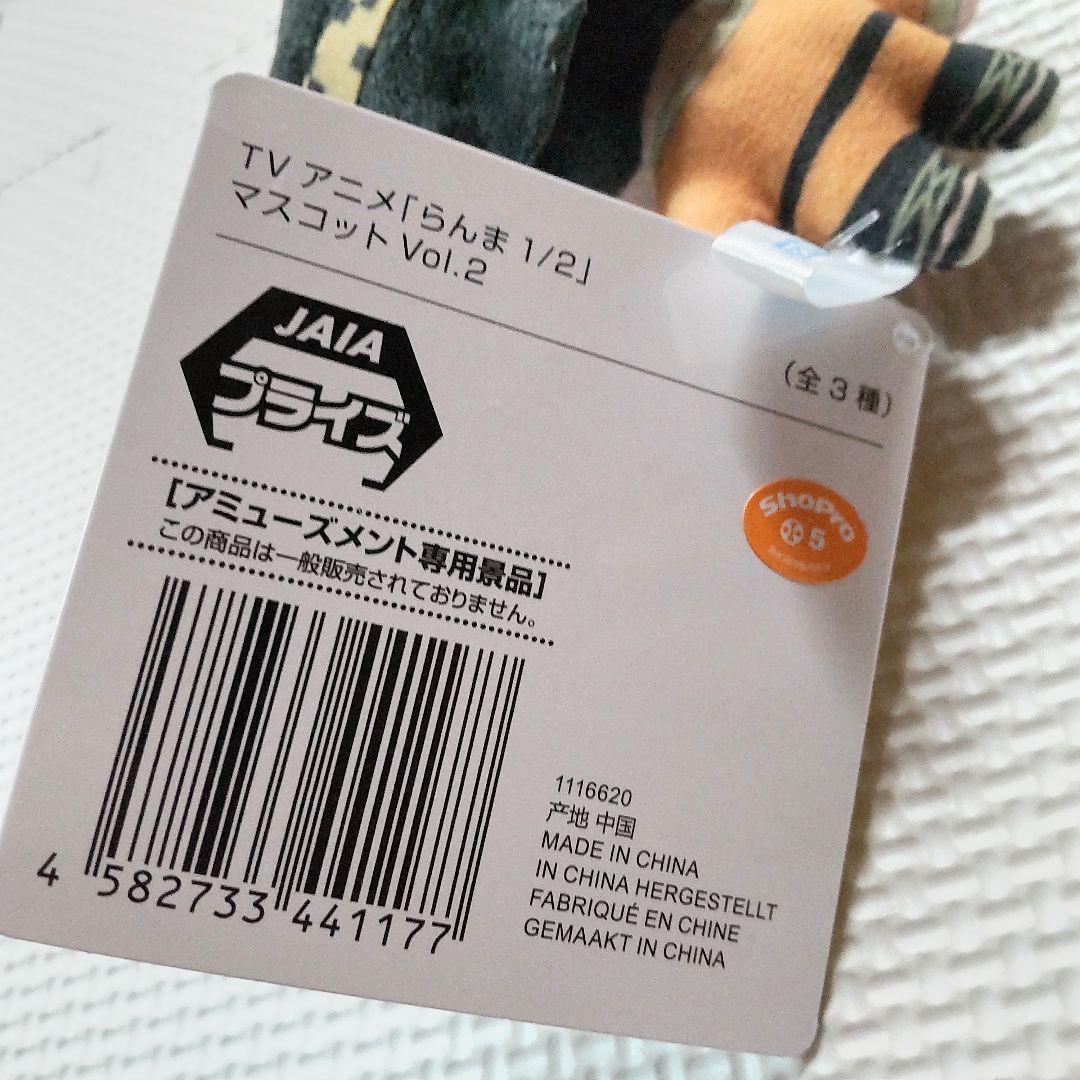 TV アニメ「らんま 1/2」
マスコット Vol.2
(全 3 種)
JAIA
プライズ
[アミューズメント専用景品]
この商品は一般販売されておりません。
ShoPro
5
4 582733 441177
1116620
产地 中国
MADE IN CHINA
IN CHINA HERGESTELLT
FABRIQUÉ EN CHINE
GEMAAKT IN CHINA